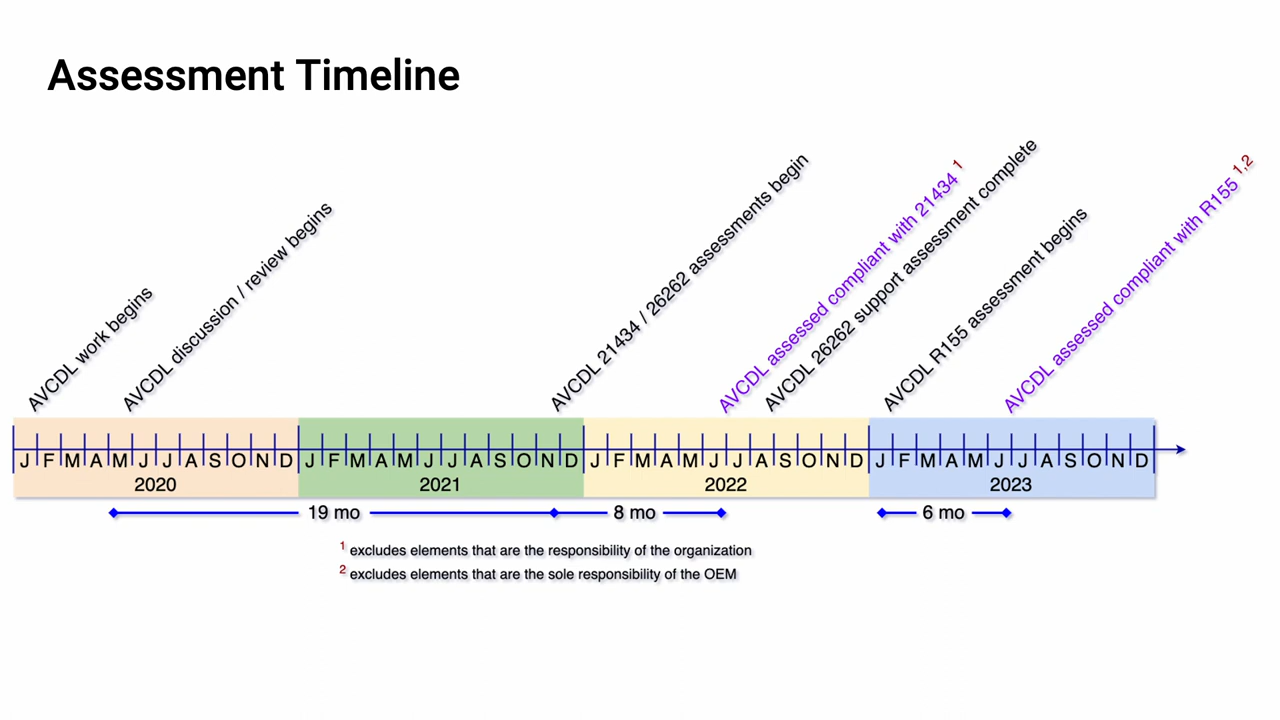 Assessment Timeline
AVCDL work begins
AVCDL discussion / review begins
AVCDL 21434 / 26262 assessments begin
AVCDL assessed compliant with 21434 1
AVCDL 26262 support assessment complete
AVCDL R155 assessment begins
AVCDL assessed compliant with R155 1,2
J F M A M J J A S O N D J F M A M J J A S O N D J F M A M J J A S O N D J F M A M J J A S O N D
2020 2021 2022 2023
19 mo 8 mo 6 mo
1 excludes elements that are the responsibility of the organization
2 excludes elements that are the sole responsibility of the OEM